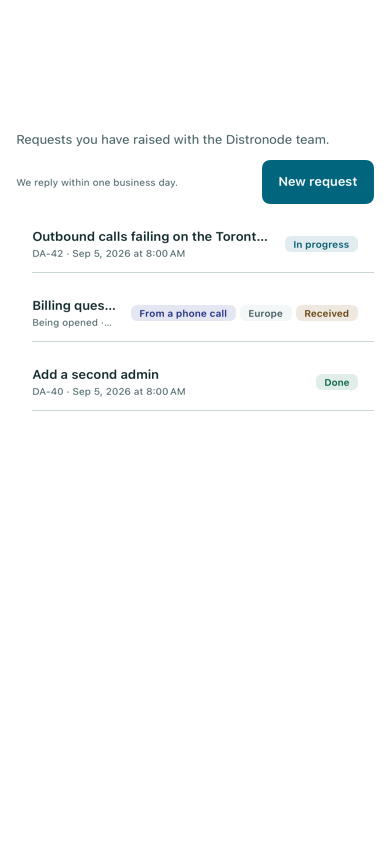 Requests you have raised with the Distronode team.
We reply within one business day.
New request
Outbound calls failing on the Toront...
DA-42 · Sep 5, 2026 at 8:00 AM
In progress
Billing ques...
Being opened ·...
From a phone call
Europe
Received
Add a second admin
DA-40 · Sep 5, 2026 at 8:00 AM
Done